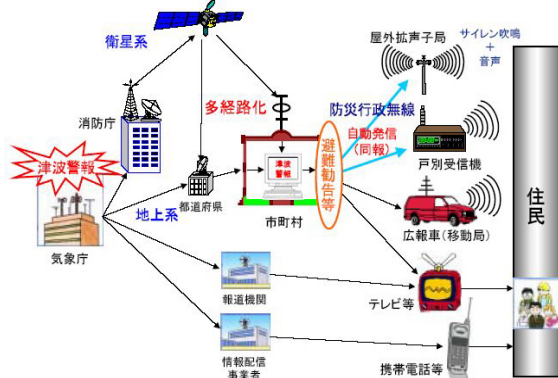 衛星系
消防庁
津波警報
気象庁
地上系
都道府県
多経路化
津波
警報
市町村
避難勧告等
屋外拡声子局
サイレン吹鳴
+
音声
防災行政無線
自動発信
(同報)
戸別受信機
広報車(移動局)
報道機関
テレビ等
情報配信
事業者
携帯電話等
住民